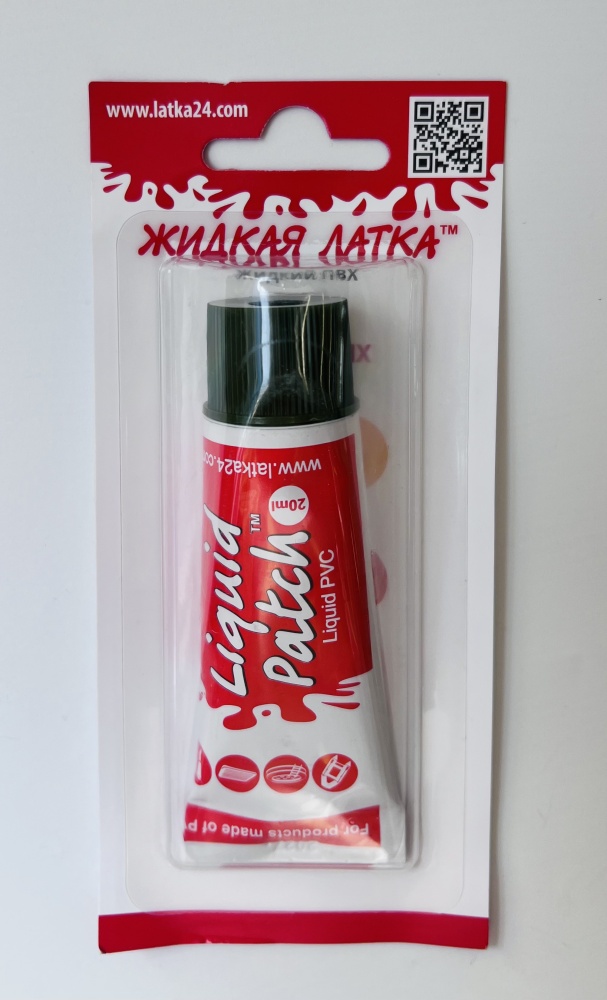 www.latka24.com
ЖИДКАЯ ЛАТКА™
жидкий ПВХ
www.latka24.co
20ml
Liquid
Patch™
Liquid PVC
For products made of P